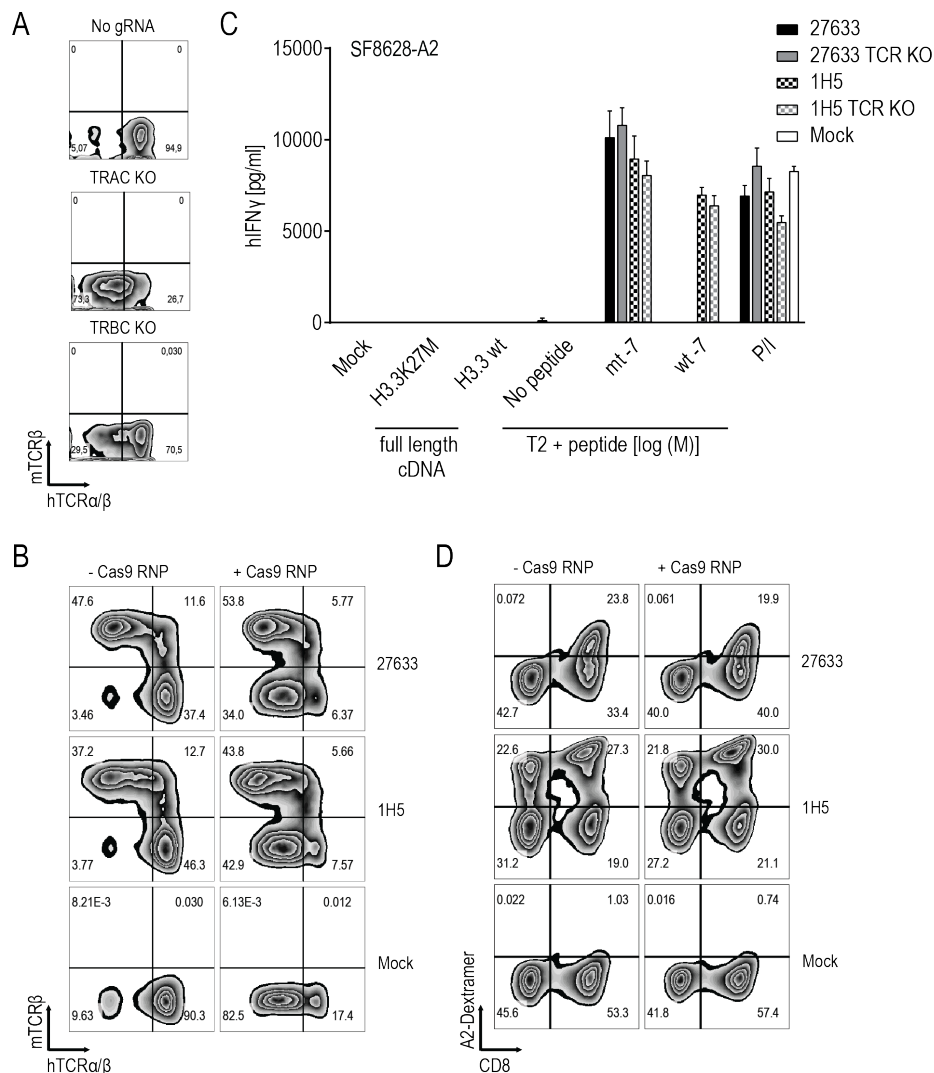 A
No gRNA
0 0
5,07 94,9
TRAC KO
0 0
73,3 26,7
TRBC KO
0 0,030
29,5 70,5
mTCRβ
hTCRα/β
C
SF8628-A2
hIFNγ [pg/ml]
15000
10000
5000
0
27633
27633 TCR KO
1H5
1H5 TCR KO
Mock
Mock
H3.3K27M
H3.3 wt
No peptide
mt -7
wt -7
P/I
full length
cDNA
T2 + peptide [log (M)]
B
- Cas9 RNP + Cas9 RNP
47.6 11.6 53.8 5.77
27633
3.46 37.4 34.0 6.37
37.2 12.7 43.8 5.66
1H5
3.77 46.3 42.9 7.57
8.21E-3 0.030 6.13E-3 0.012
Mock
9.63 90.3 82.5 17.4
mTCRβ
hTCRα/β
D
- Cas9 RNP + Cas9 RNP
0.072 23.8 0.061 19.9
27633
42.7 33.4 40.0 40.0
22.6 27.3 21.8 30.0
1H5
31.2 19.0 27.2 21.1
0.022 1.03 0.016 0.74
Mock
45.6 53.3 41.8 57.4
A2-Dextramer
CD8